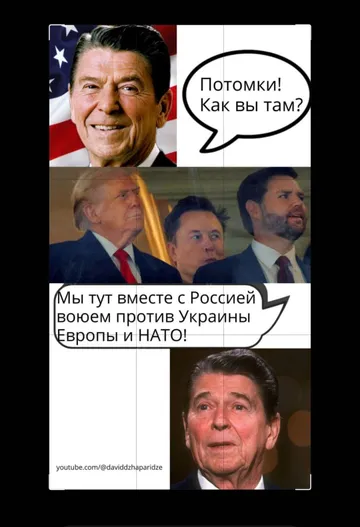 Потомки!
Как вы там?
Мы тут вместе с Россией
воюем против Украины
Европы и НАТО!
youtube.com/@daviddzhaparidze